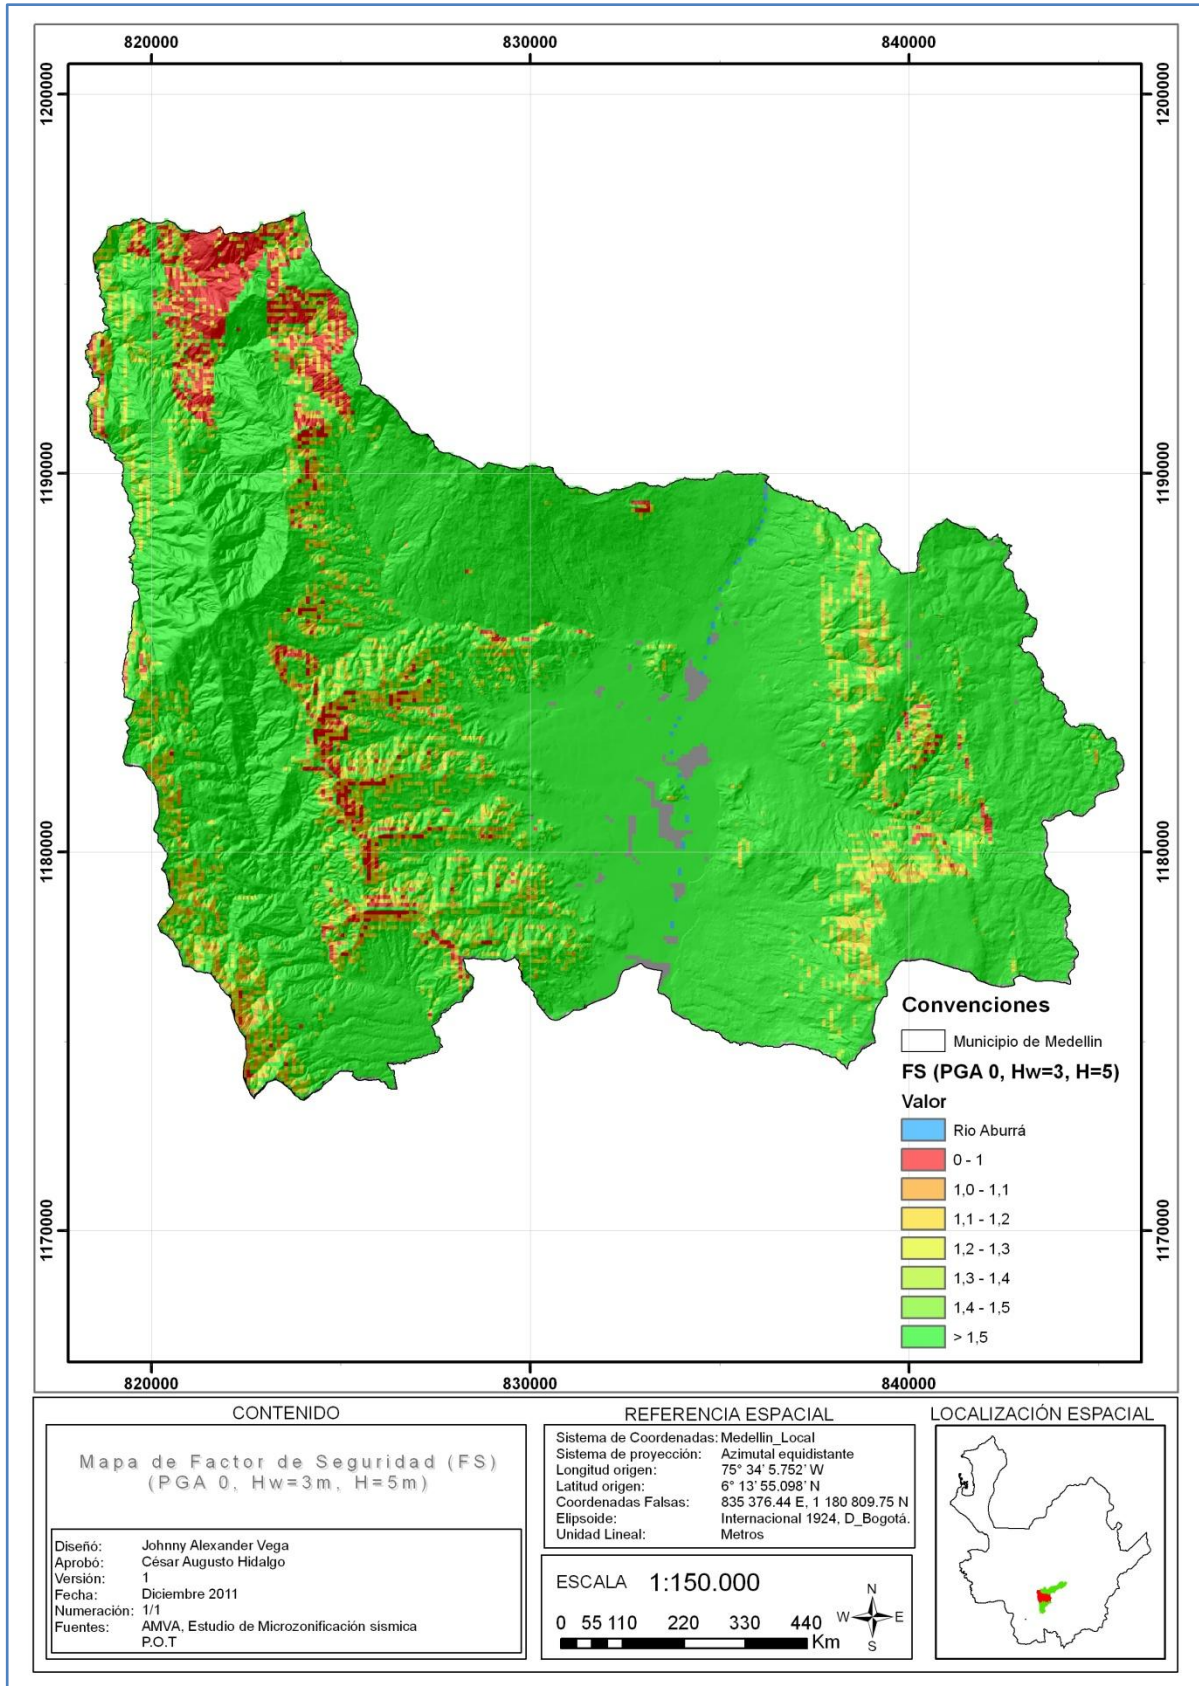 820000 830000 840000
1200000 1200000
1190000 1190000
1180000 1180000
1170000 1170000
Convenciones
Municipio de Medellin
FS (PGA 0, Hw=3, H=5)
Valor
Rio Aburrá
0 - 1
1,0 - 1,1
1,1 - 1,2
1,2 - 1,3
1,3 - 1,4
1,4 - 1,5
> 1,5
820000 830000 840000
CONTENIDO
Mapa de Factor de Seguridad (FS)
(PGA 0, Hw=3m, H=5m)
Diseñó: Johnny Alexander Vega
Aprobó: César Augusto Hidalgo
Versión: 1
Fecha: Diciembre 2011
Numeración: 1/1
Fuentes: AMVA, Estudio de Microzonificación sísmica
P.O.T
REFERENCIA ESPACIAL
Sistema de Coordenadas: Medellin_Local
Sistema de proyección: Azimutal equidistante
Longitud origen: 75° 34' 5.752' W
Latitud origen: 6° 13' 55.098' N
Coordenadas Falsas: 835 376.44 E, 1 180 809.75 N
Elipsoide: Internacional 1924, D_Bogotá.
Unidad Lineal: Metros
ESCALA 1:150.000
0 55 110 220 330 440
Km
N
W E
S
LOCALIZACIÓN ESPACIAL